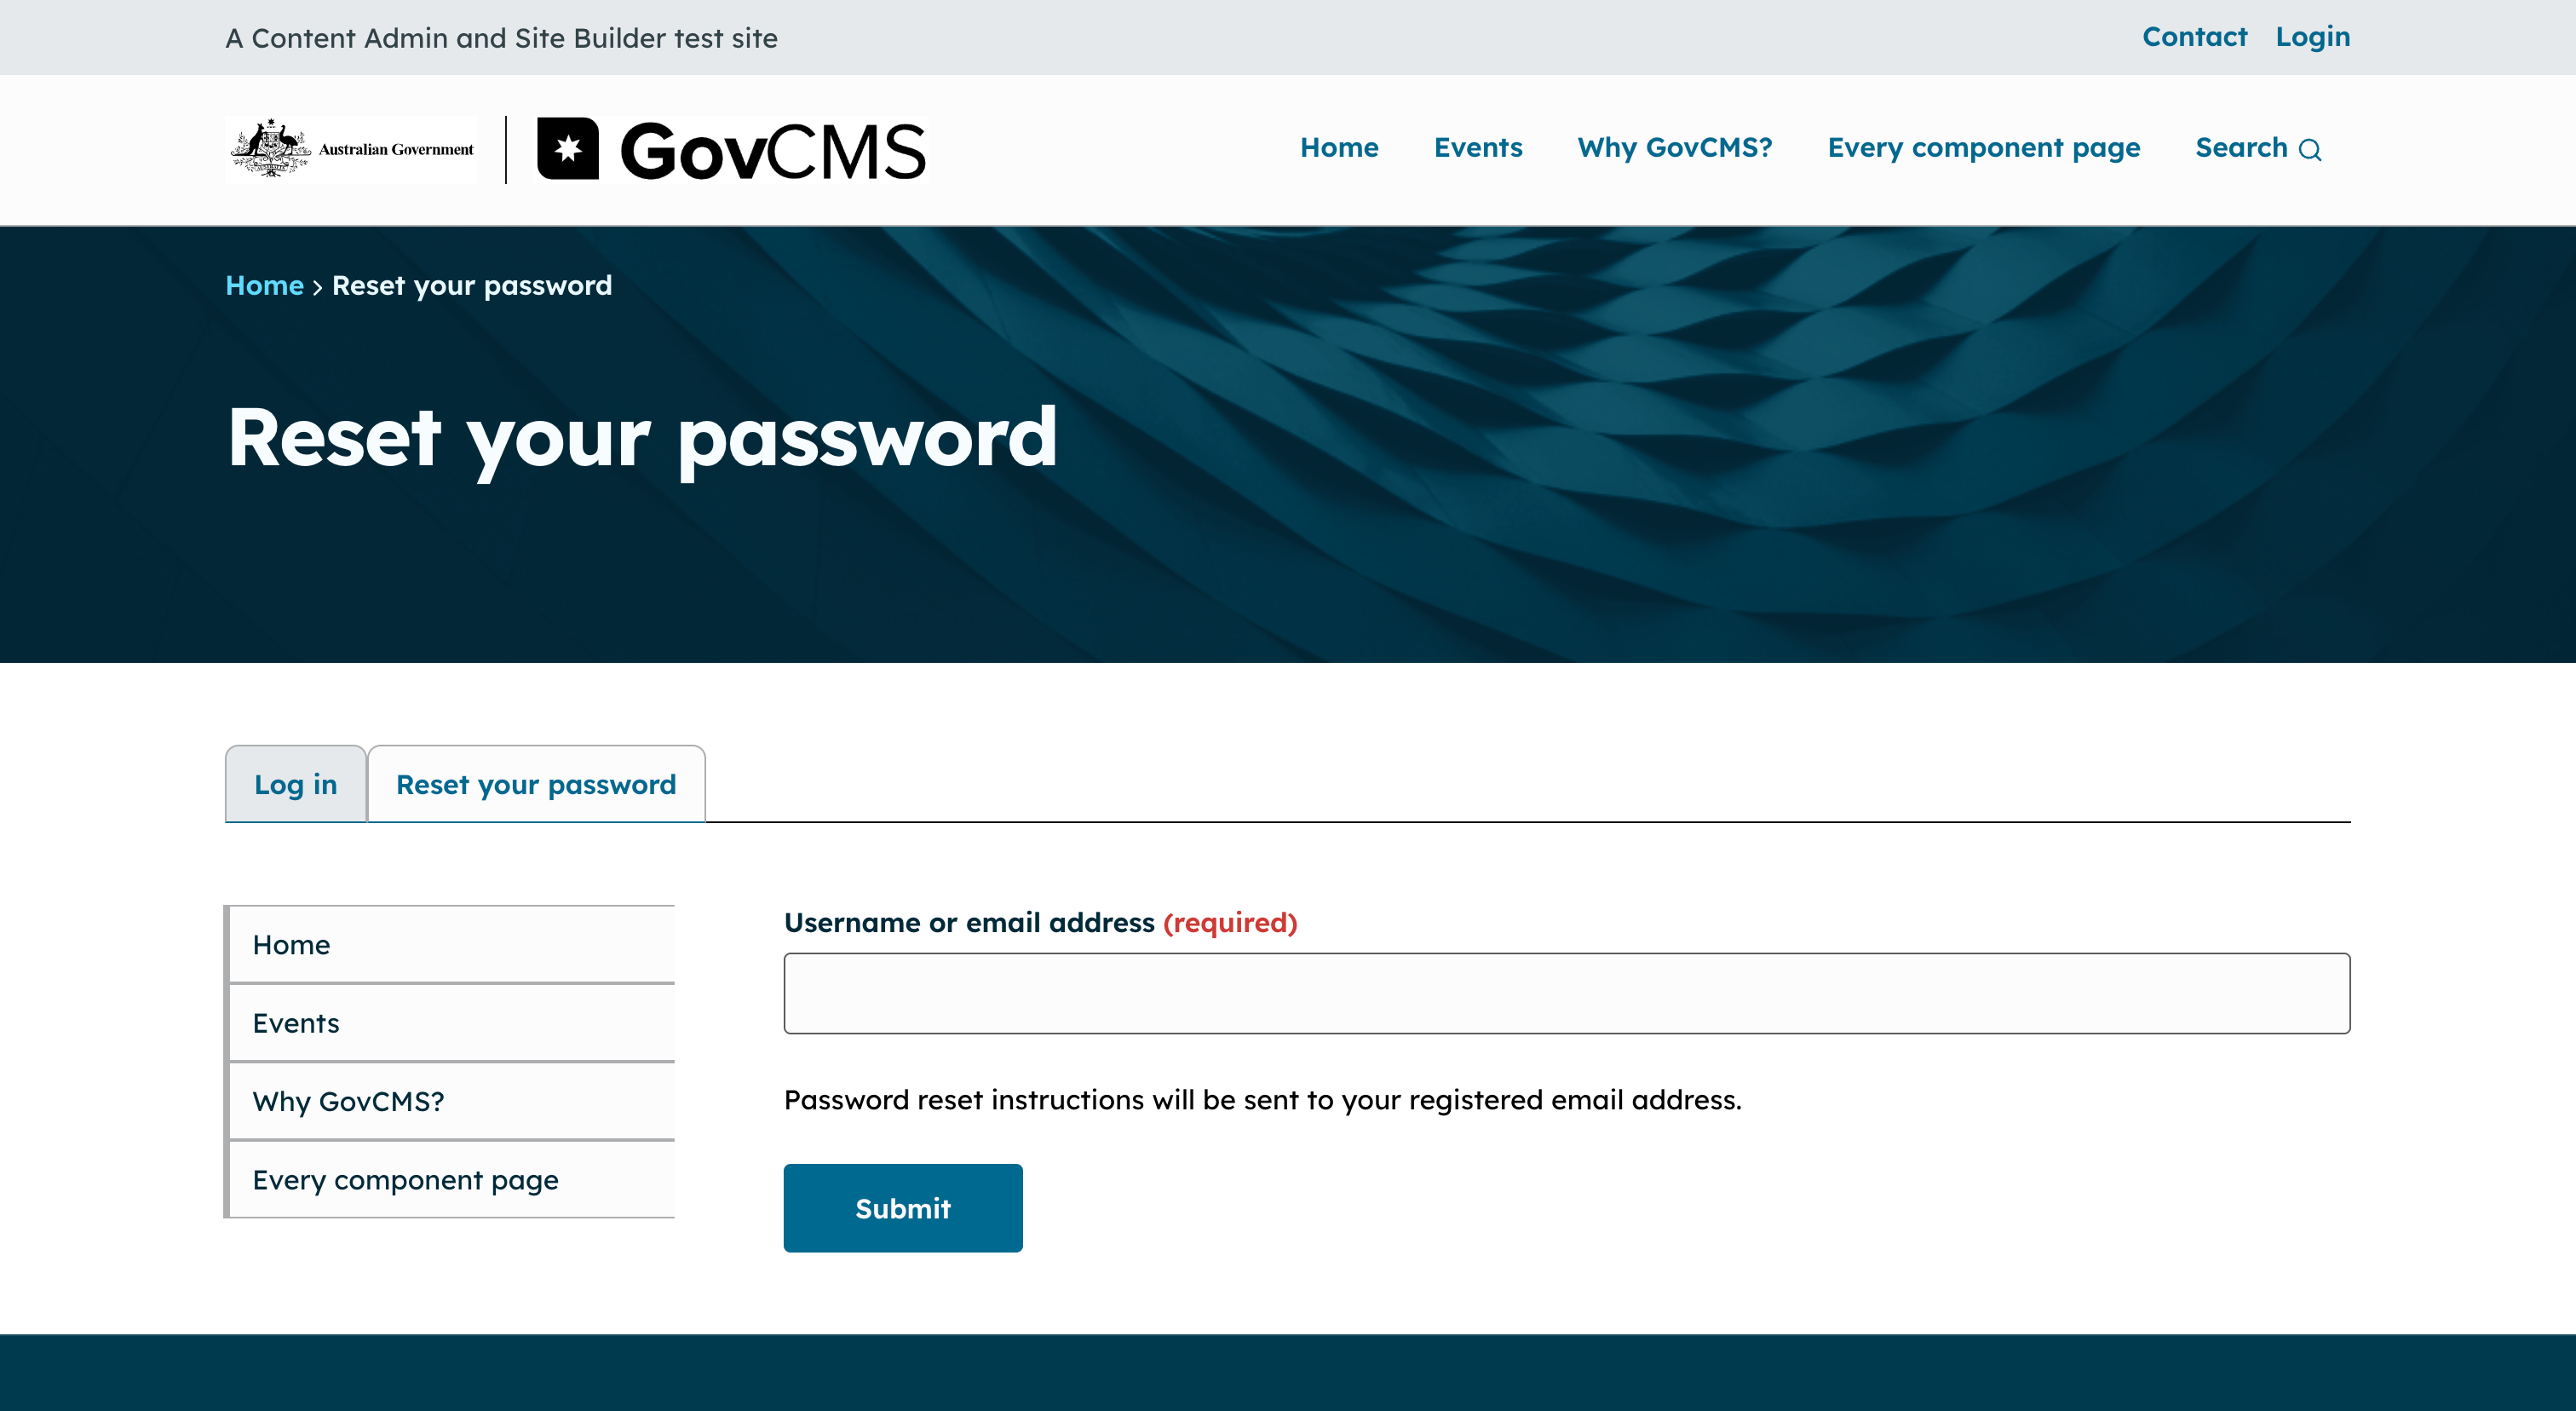 A Content Admin and Site Builder test site
Contact Login
Australian Government
GovCMS
Home Events Why GovCMS? Every component page Search
Home › Reset your password
Reset your password
Log in
Reset your password
Home
Events
Why GovCMS?
Every component page
Username or email address (required)
Password reset instructions will be sent to your registered email address.
Submit